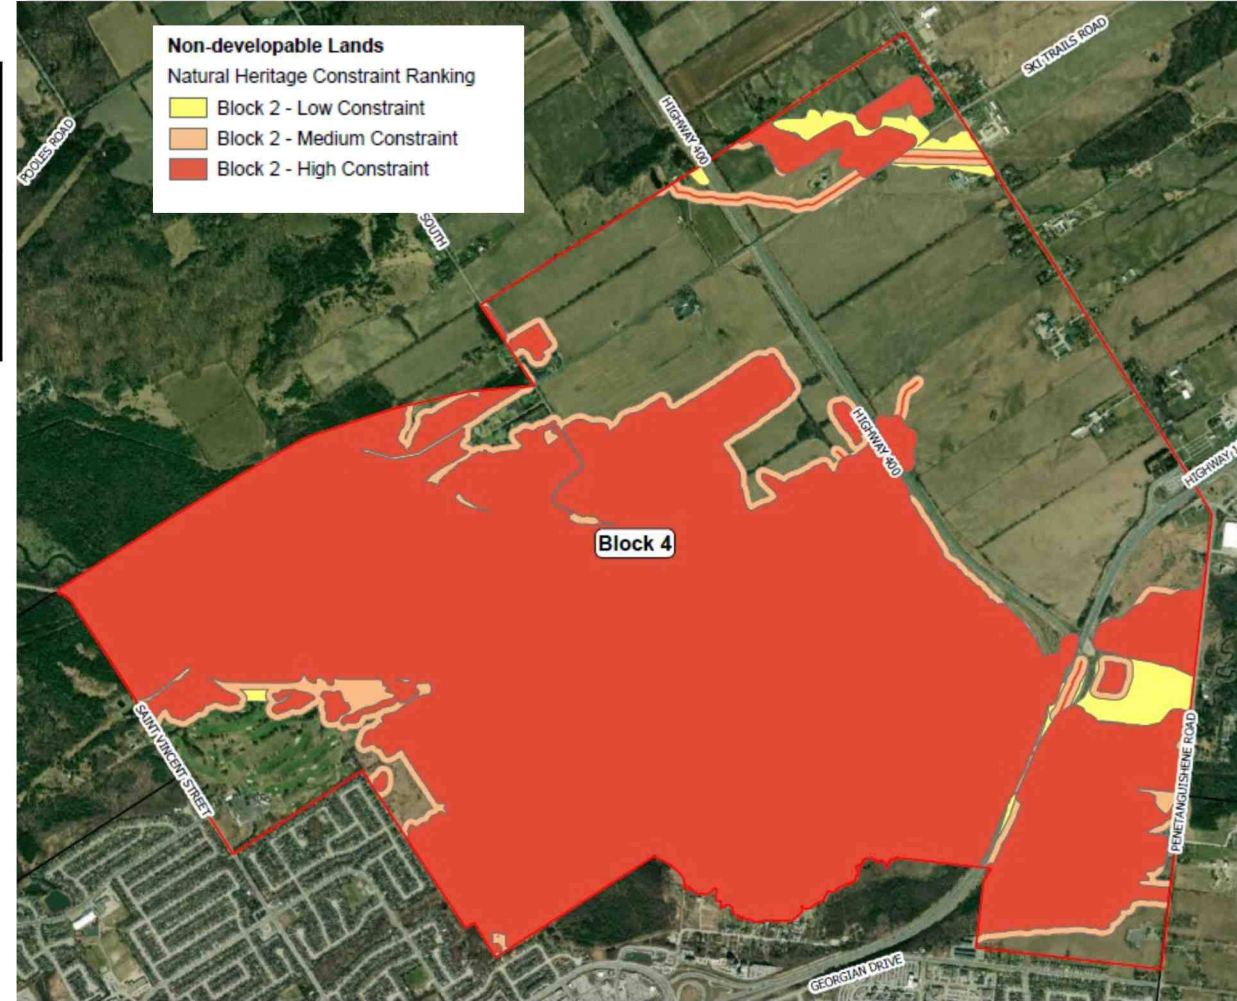 Non-developable Lands
Natural Heritage Constraint Ranking
Block 2 - Low Constraint
Block 2 - Medium Constraint
Block 2 - High Constraint
SKI TRAILS ROAD
POOLES ROAD
HIGHWAY 400
SOUTH
HIGHWAY 400
HIGHWAY
Block 4
SAINT VINCENT STREET
PENETANGUISHENE ROAD
GEORGIAN DRIVE